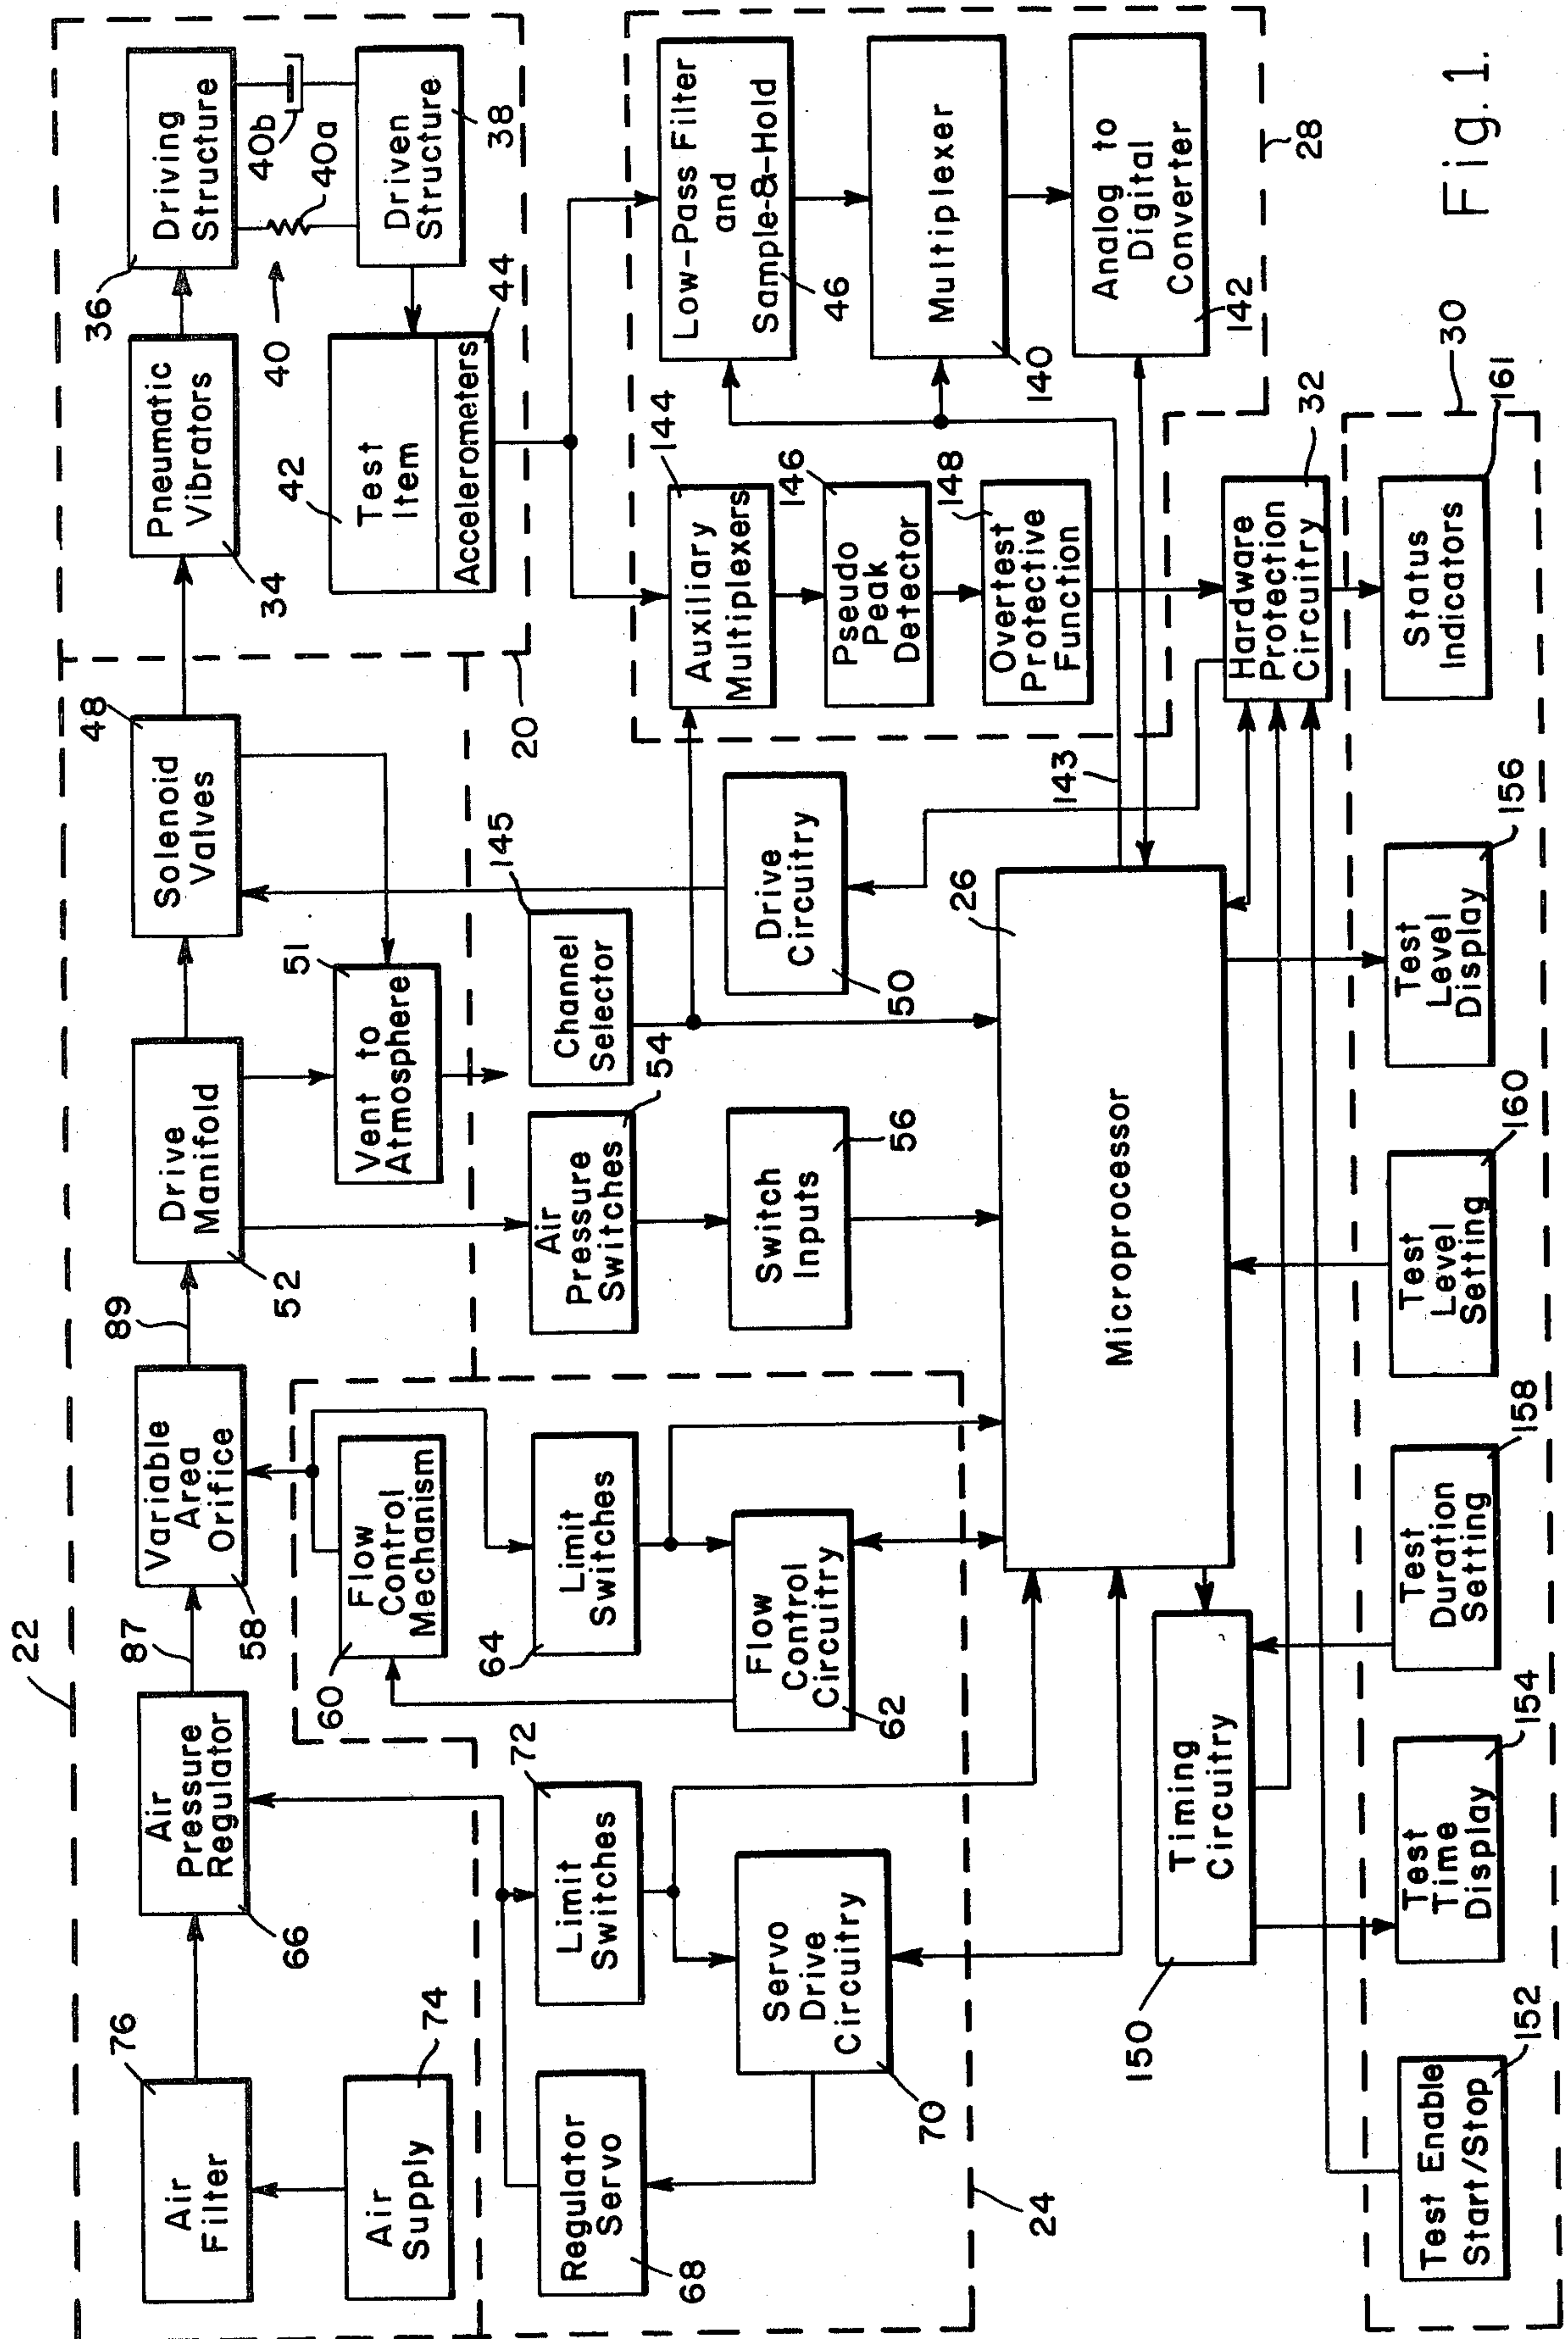 22
76
Air
Filter
74
Air
Supply
Air
Pressure
Regulator
66
87
Variable
Area
Orifice
58
89
Drive
Manifold
52
Vent to
Atmosphere
51
48
Solenoid
Valves
20
Pneumatic
Vibrators
34
36
Driving
Structure
40
40a
40b
Driven
Structure
38
42
Test
Item
Accelerometers
44
Regulator
Servo
68
72
Limit
Switches
Servo
Drive
Circuitry
70
24
60
Flow
Control
Mechanism
64
Limit
Switches
Flow
Control
Circuitry
62
Air
Pressure
Switches
54
Switch
Inputs
56
145
Channel
Selector
Drive
Circuitry
50
144
Auxiliary
Multiplexers
146
Pseudo
Peak
Detector
148
Overtest
Protective
Function
Low-Pass Filter
and
Sample-&-Hold
46
Multiplexer
140
Analog to
Digital
Converter
142
28
143
26
Microprocessor
150
Timing
Circuitry
Hardware
Protection
Circuitry
32
30
Test Enable
Start/Stop
152
Test
Time
Display
154
Test
Duration
Setting
158
Test
Level
Setting
160
Test
Level
Display
156
Status
Indicators
161
Fig. 1.